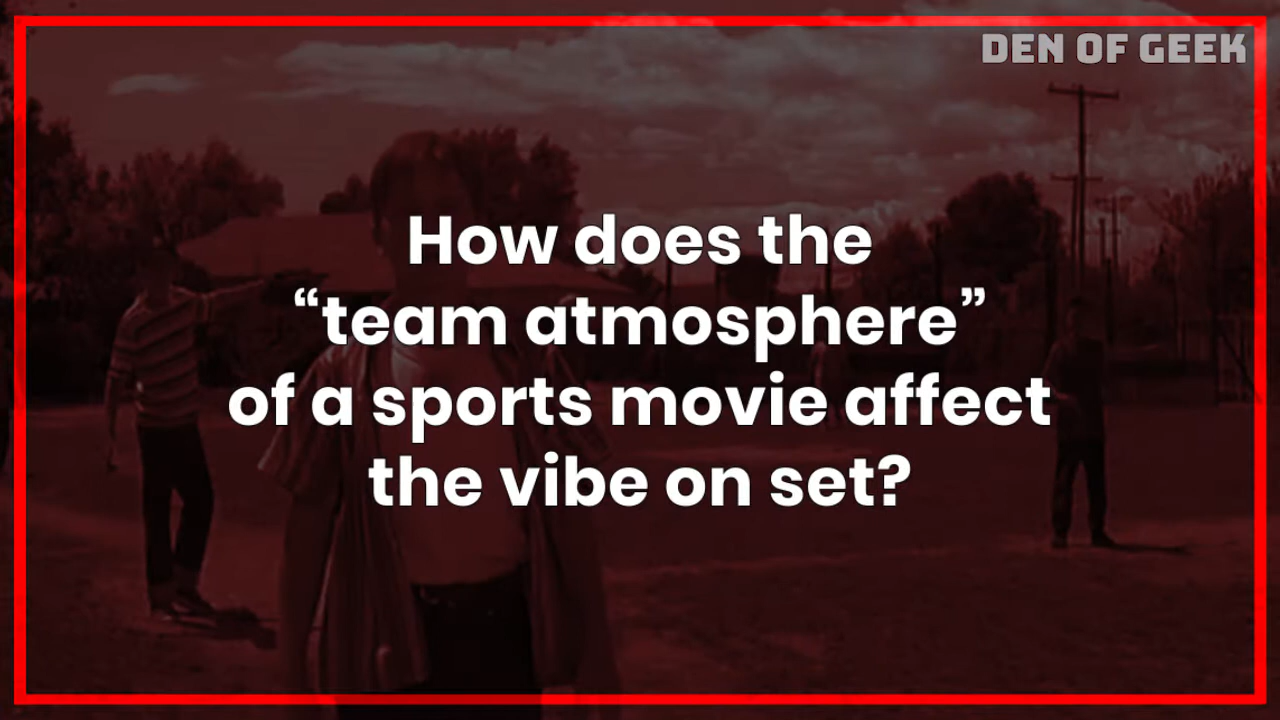 DEN OF GEEK
How does the
“team atmosphere”
of a sports movie affect
the vibe on set?